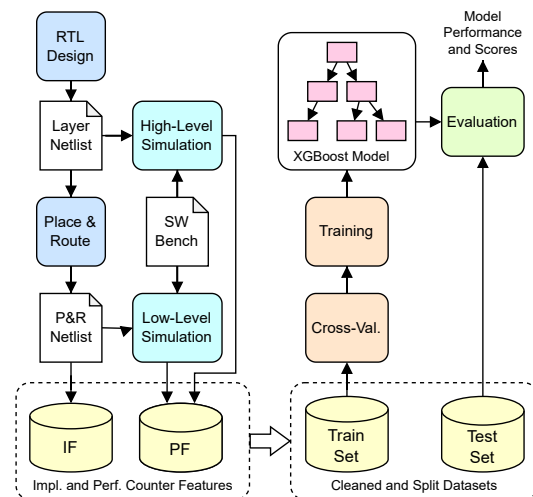 RTL
Design
Layer
Netlist
High-Level
Simulation
Place &
Route
SW
Bench
P&R
Netlist
Low-Level
Simulation
IF
PF
Impl. and Perf. Counter Features
XGBoost Model
Training
Cross-Val.
Train
Set
Test
Set
Cleaned and Split Datasets
Evaluation
Model
Performance
and Scores